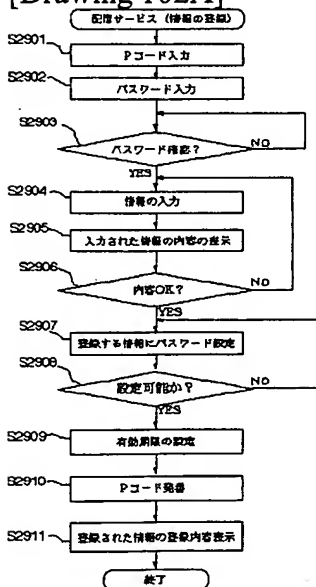 [Drawing 102A]
配信サービス (情報の登録)
S2901
Pコード入力
S2902
パスワード入力
S2903
パスワード確認?
NO
YES
S2904
情報の入力
S2905
入力された情報の内容の表示
S2906
内容OK?
NO
YES
S2907
登録する情報にパスワード設定
S2908
設定可能か?
NO
YES
S2909
有効期限の設定
S2910
Pコード発番
S2911
登録された情報の登録内容表示
終了